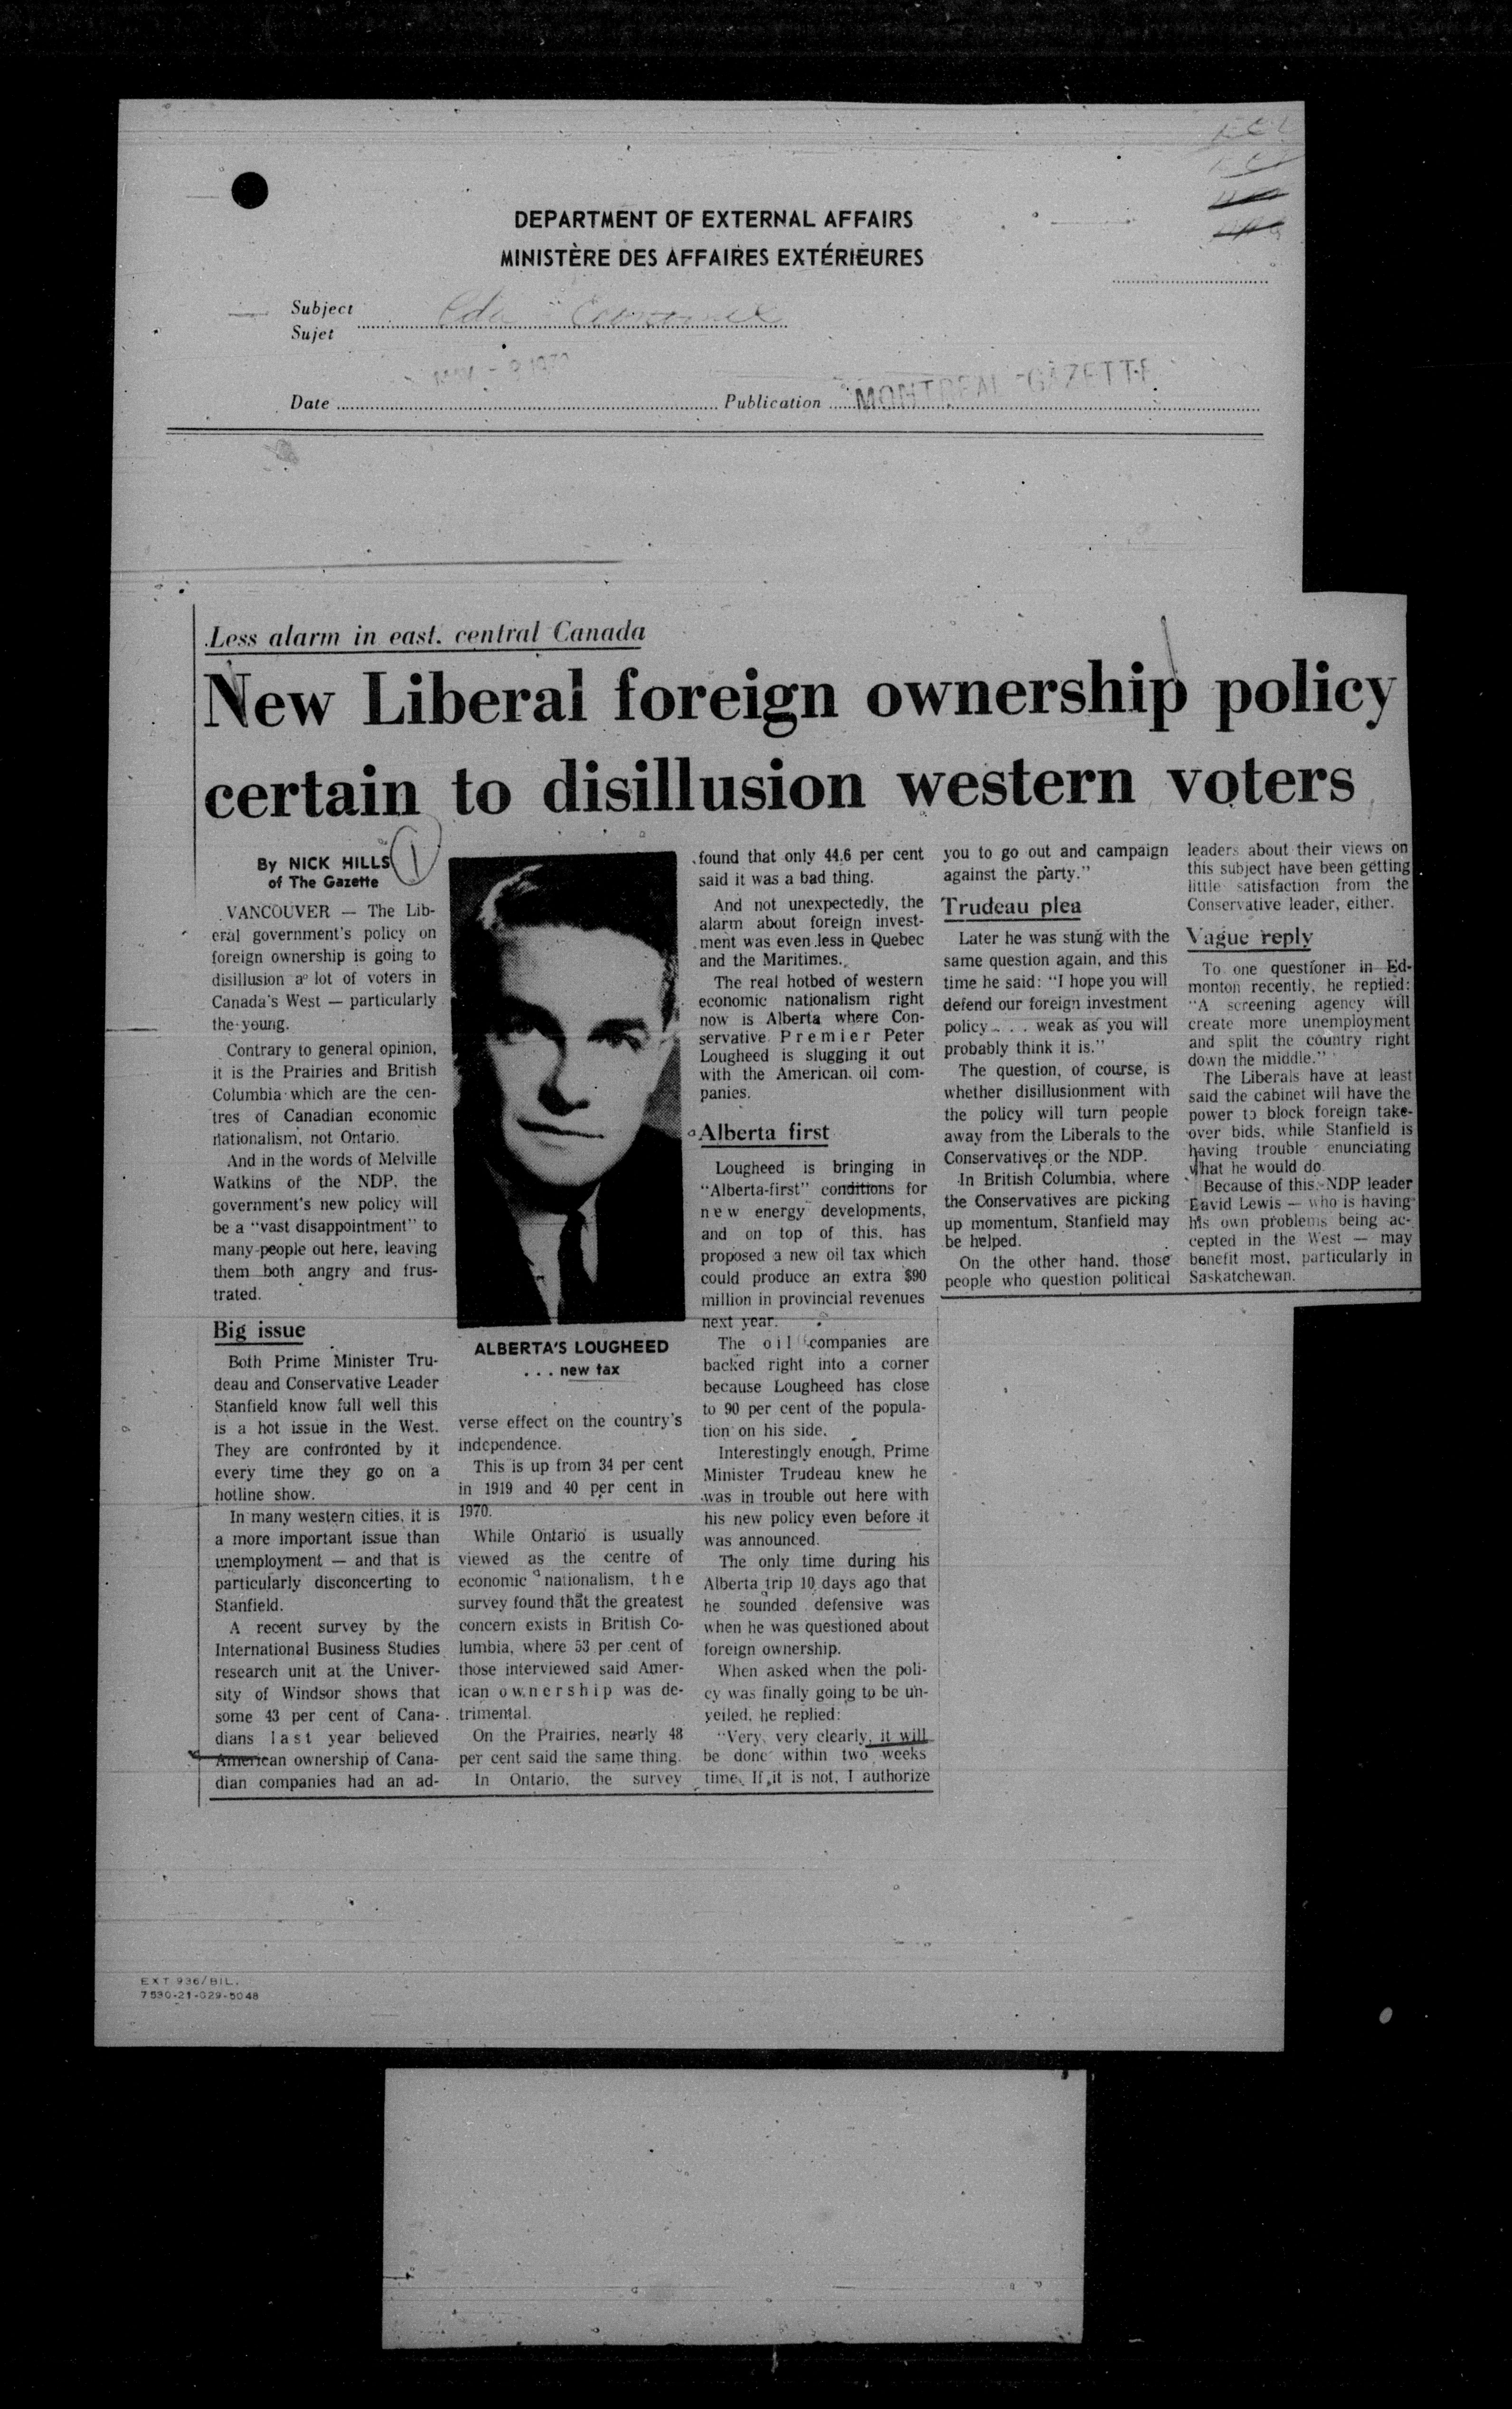 DEPARTMENT OF EXTERNAL AFFAIRS
MINISTÈRE DES AFFAIRES EXTÉRIEURES
Subject
Sujet
Date
Publication MONTREAL GAZETTE
Less alarm in east, central Canada
New Liberal foreign ownership policy
certain to disillusion western voters
By NICK HILLS
of The Gazette
VANCOUVER — The Lib-
eral government's policy on
foreign ownership is going to
disillusion a lot of voters in
Canada's West — particularly
the young.
Contrary to general opinion,
it is the Prairies and British
Columbia which are the cen-
tres of Canadian economic
nationalism, not Ontario.
And in the words of Melville
Watkins of the NDP, the
government's new policy will
be a "vast disappointment" to
many people out here, leaving
them both angry and frus-
trated.
Big issue
Both Prime Minister Tru-
deau and Conservative Leader
Stanfield know full well this
is a hot issue in the West.
They are confronted by it
every time they go on a
hotline show.
In many western cities, it is
a more important issue than
unemployment — and that is
particularly disconcerting to
Stanfield.
A recent survey by the
International Business Studies
research unit at the Univer-
sity of Windsor shows that
some 43 per cent of Cana-
dians last year believed
American ownership of Cana-
dian companies had an ad-
ALBERTA'S LOUGHEED
. . . new tax
verse effect on the country's
independence.
This is up from 34 per cent
in 1919 and 40 per cent in
1970.
While Ontario is usually
viewed as the centre of
economic nationalism, the
survey found that the greatest
concern exists in British Co-
lumbia, where 53 per cent of
those interviewed said Amer-
ican ownership was de-
trimental.
On the Prairies, nearly 48
per cent said the same thing.
In Ontario, the survey
found that only 44.6 per cent
said it was a bad thing.
And not unexpectedly, the
alarm about foreign invest-
ment was even less in Quebec
and the Maritimes.
The real hotbed of western
economic nationalism right
now is Alberta where Con-
servative Premier Peter
Lougheed is slugging it out
with the American oil com-
panies.
Alberta first
Lougheed is bringing in
"Alberta-first" conditions for
new energy developments,
and on top of this, has
proposed a new oil tax which
could produce an extra $90
million in provincial revenues
next year.
The oil companies are
backed right into a corner
because Lougheed has close
to 90 per cent of the popula-
tion on his side.
Interestingly enough, Prime
Minister Trudeau knew he
was in trouble out here with
his new policy even before it
was announced.
The only time during his
Alberta trip 10 days ago that
he sounded defensive was
when he was questioned about
foreign ownership.
When asked when the poli-
cy was finally going to be un-
veiled, he replied:
"Very, very clearly, it will
be done within two weeks
time. If it is not, I authorize
you to go out and campaign
against the party."
Trudeau plea
Later he was stung with the
same question again, and this
time he said: "I hope you will
defend our foreign investment
policy . . . weak as you will
probably think it is."
The question, of course, is
whether disillusionment with
the policy will turn people
away from the Liberals to the
Conservatives or the NDP.
In British Columbia, where
the Conservatives are picking
up momentum, Stanfield may
be helped.
On the other hand, those
people who question political
leaders about their views on
this subject have been getting
little satisfaction from the
Conservative leader, either.
Vague reply
To one questioner in Ed-
monton recently, he replied:
"A screening agency will
create more unemployment
and split the country right
down the middle."
The Liberals have at least
said the cabinet will have the
power to block foreign take-
over bids, while Stanfield is
having trouble enunciating
what he would do.
Because of this, NDP leader
David Lewis — who is having
his own problems being ac-
cepted in the West — may
benefit most, particularly in
Saskatchewan.
EXT 936/BIL.
7530-21-029-5048